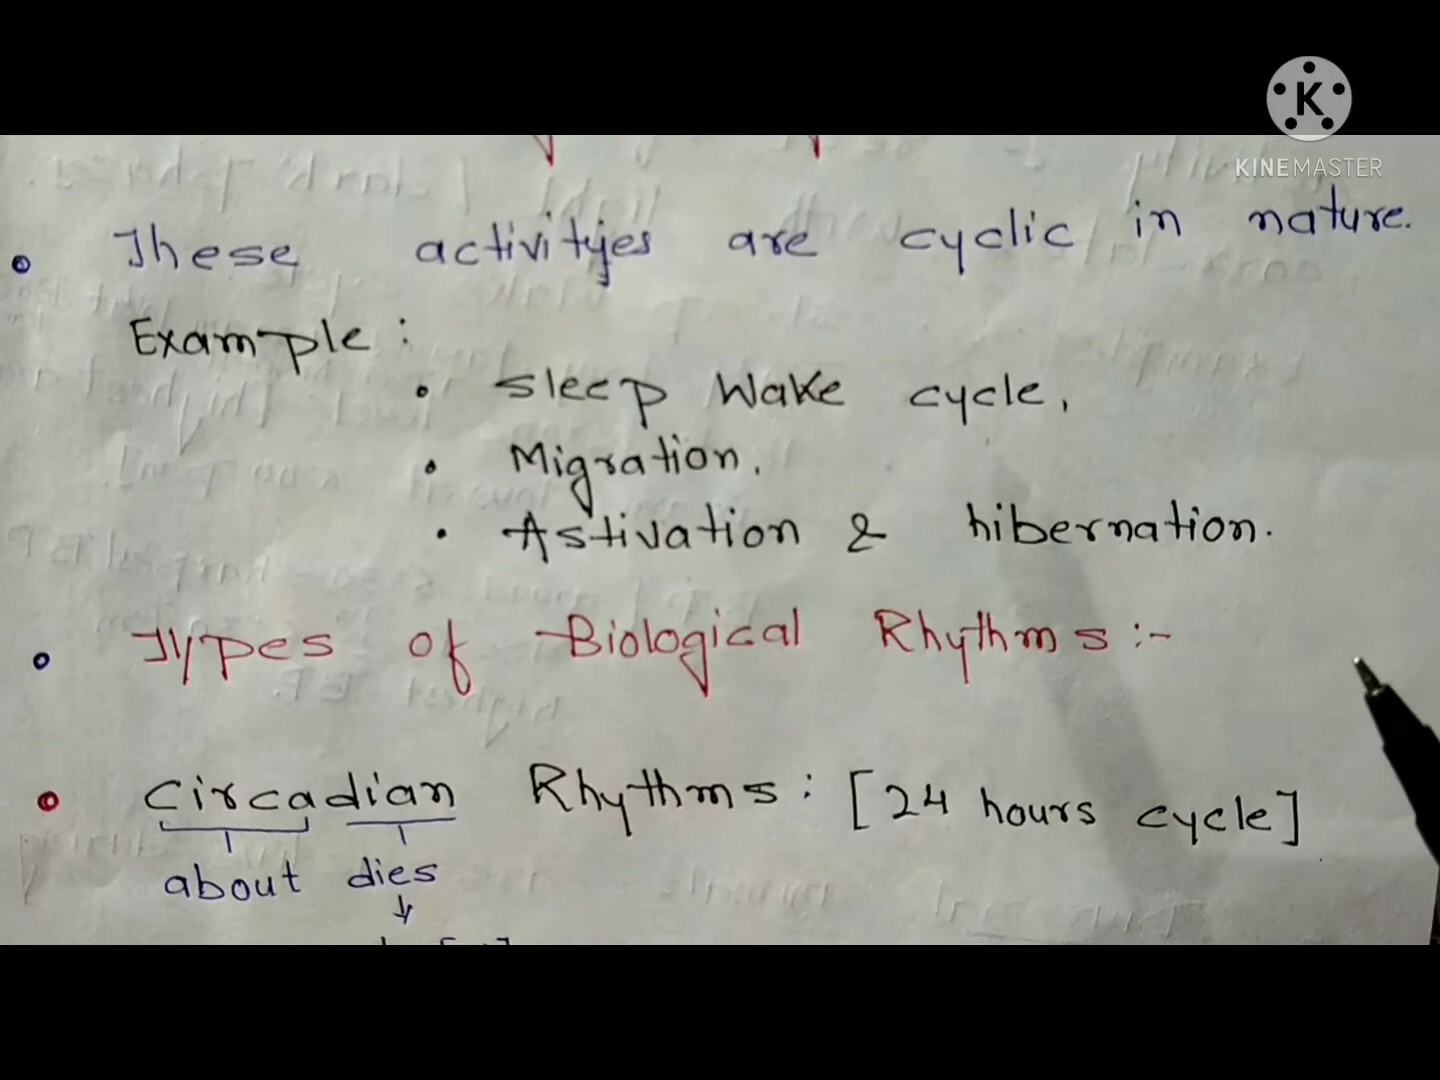 K
KINEMASTER
• These activityes are cyclic in nature.
Example :
• Sleep Wake cycle,
• Migration,
• Astivation & hibernation.
• Types of Biological Rhythms :-
• Circadian Rhythms : [24 hours cycle]
about dies
↓